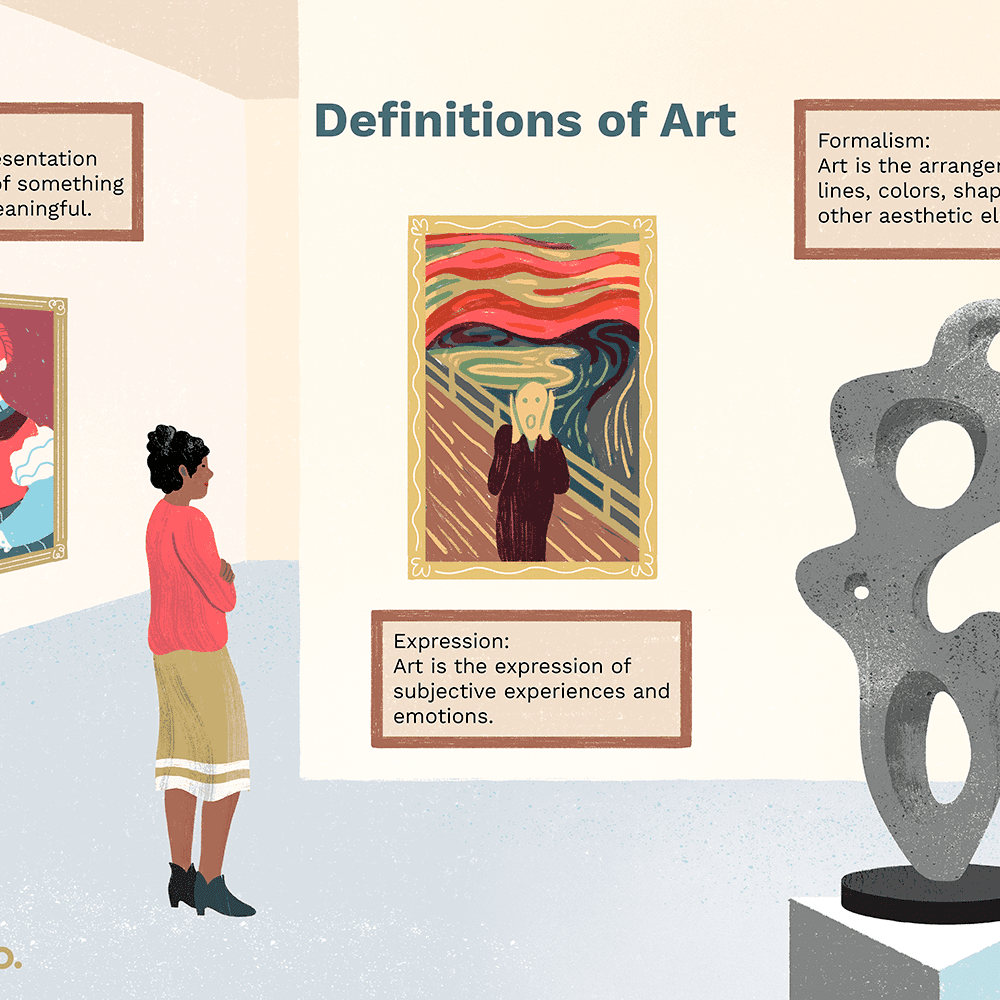 Definitions of Art
esentation
of something
eaningful.
Formalism:
Art is the arranger
lines, colors, shap
other aesthetic el
Expression:
Art is the expression of
subjective experiences and
emotions.
o.